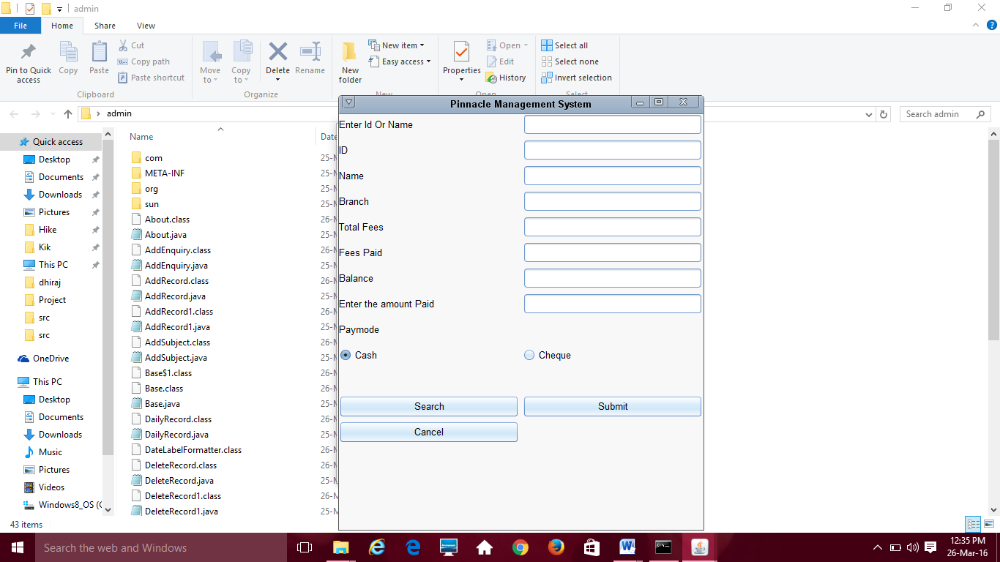 admin
File Home Share View
Pin to Quick access
Copy
Paste
Cut
Copy path
Paste shortcut
Clipboard
Move to
Copy to
Delete
Rename
Organize
New folder
New item
Easy access
New
Properties
Open
Edit
History
Open
Select all
Select none
Invert selection
Select
admin
Search admin
Quick access
Desktop
Documents
Downloads
Pictures
Hike
Kik
This PC
dhiraj
Project
src
src
OneDrive
This PC
Desktop
Documents
Downloads
Music
Pictures
Videos
Windows8_OS (C
Name Date
com 25-M
META-INF 25-M
org 25-M
sun 25-M
About.class 26-M
About.java 25-M
AddEnquiry.class 26-M
AddEnquiry.java 25-M
AddRecord.class 26-M
AddRecord.java 25-M
AddRecord1.class 26-M
AddRecord1.java 25-M
AddSubject.class 26-M
AddSubject.java 25-M
Base$1.class 26-M
Base.class 26-M
Base.java 25-M
DailyRecord.class 26-M
DailyRecord.java 25-M
DateLabelFormatter.class 26-M
DeleteRecord.class 26-M
DeleteRecord.java 25-M
DeleteRecord1.class 26-M
DeleteRecord1.java 25-M
Pinnacle Management System
Enter Id Or Name
ID
Name
Branch
Total Fees
Fees Paid
Balance
Enter the amount Paid
Paymode
Cash Cheque
Search Submit
Cancel
43 items
Search the web and Windows
12:35 PM
26-Mar-16